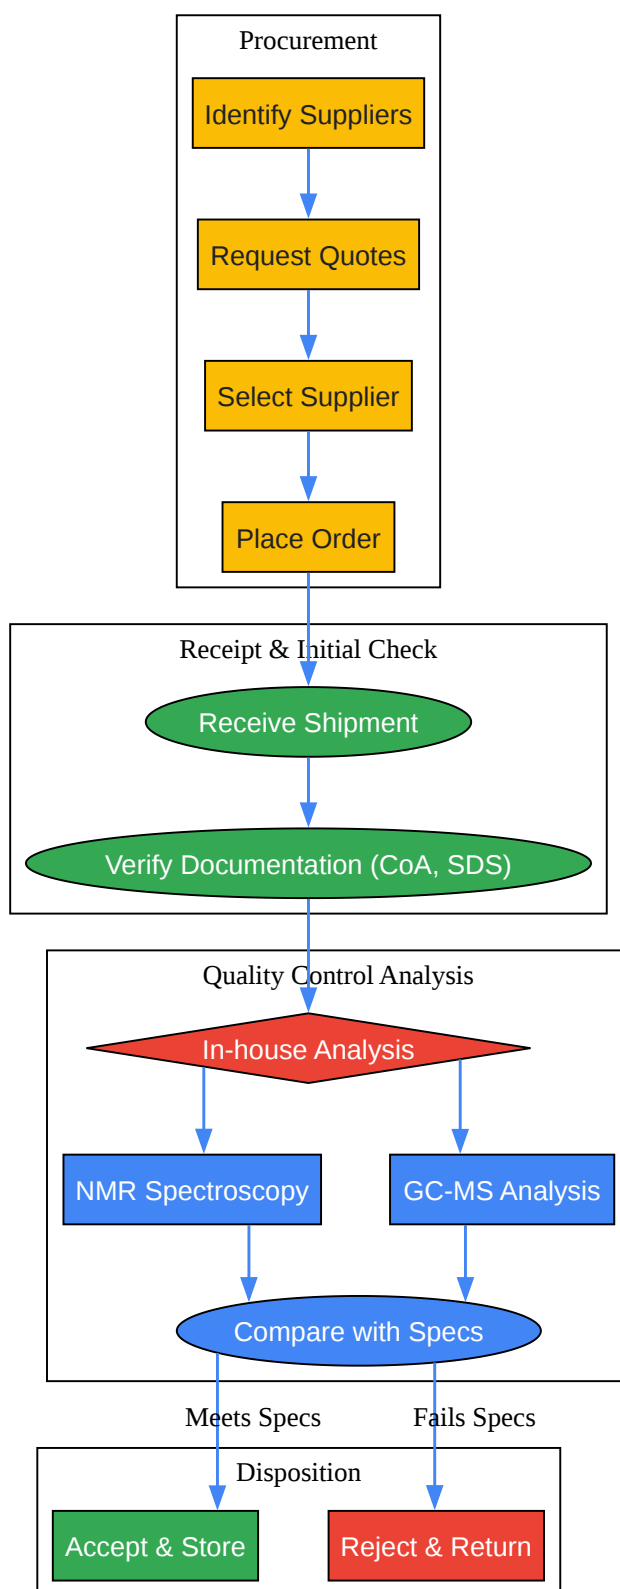 Procurement
Identify Suppliers
Request Quotes
Select Supplier
Place Order
Receipt & Initial Check
Receive Shipment
Verify Documentation (CoA, SDS)
Quality Control Analysis
In-house Analysis
NMR Spectroscopy
GC-MS Analysis
Compare with Specs
Meets Specs
Fails Specs
Disposition
Accept & Store
Reject & Return